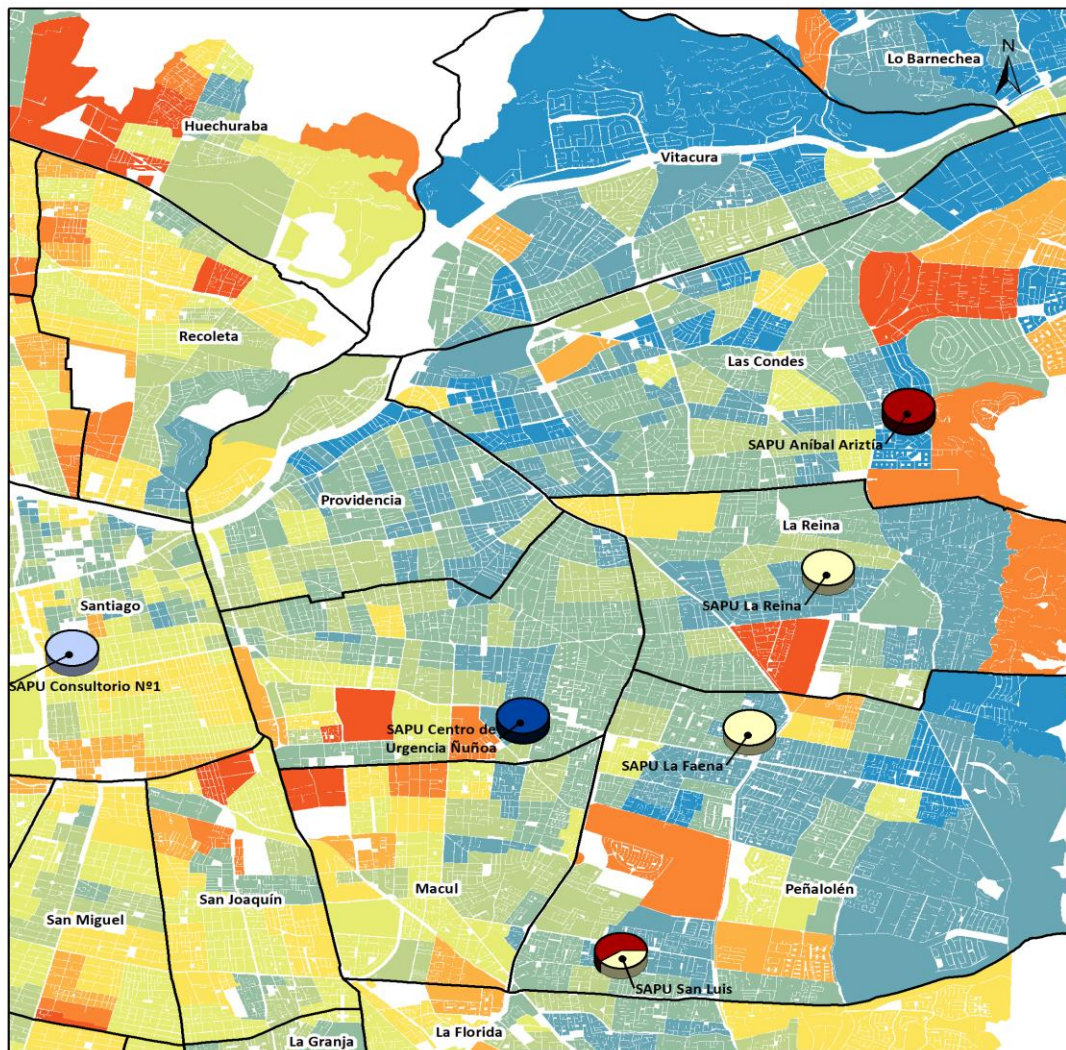 Lo Barnechea
N
Huechuraba
Vitacura
Recoleta
Las Condes
SAPU Aníbal Ariztía
Providencia
La Reina
SAPU La Reina
Santiago
SAPU Consultorio Nº1
SAPU Centro de
Urgencia Ñuñoa
SAPU La Faena
Macul
Peñalolén
San Joaquín
San Miguel
SAPU San Luis
La Florida
La Granja